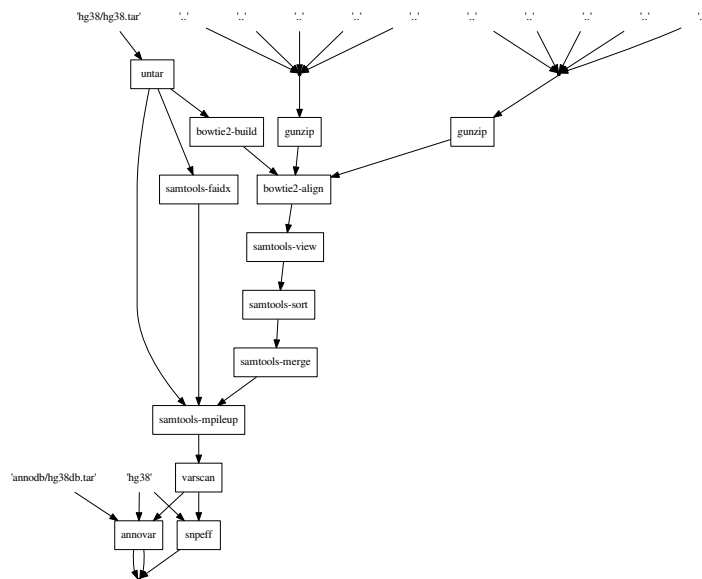 'hg38/hg38.tar' '..' '..' '..' '..' '..' '..' '..' '..' '..' '..' '.
untar
bowtie2-build gunzip gunzip
samtools-faidx bowtie2-align
samtools-view
samtools-sort
samtools-merge
samtools-mpileup
'annodb/hg38db.tar' 'hg38' varscan
annovar snpeff